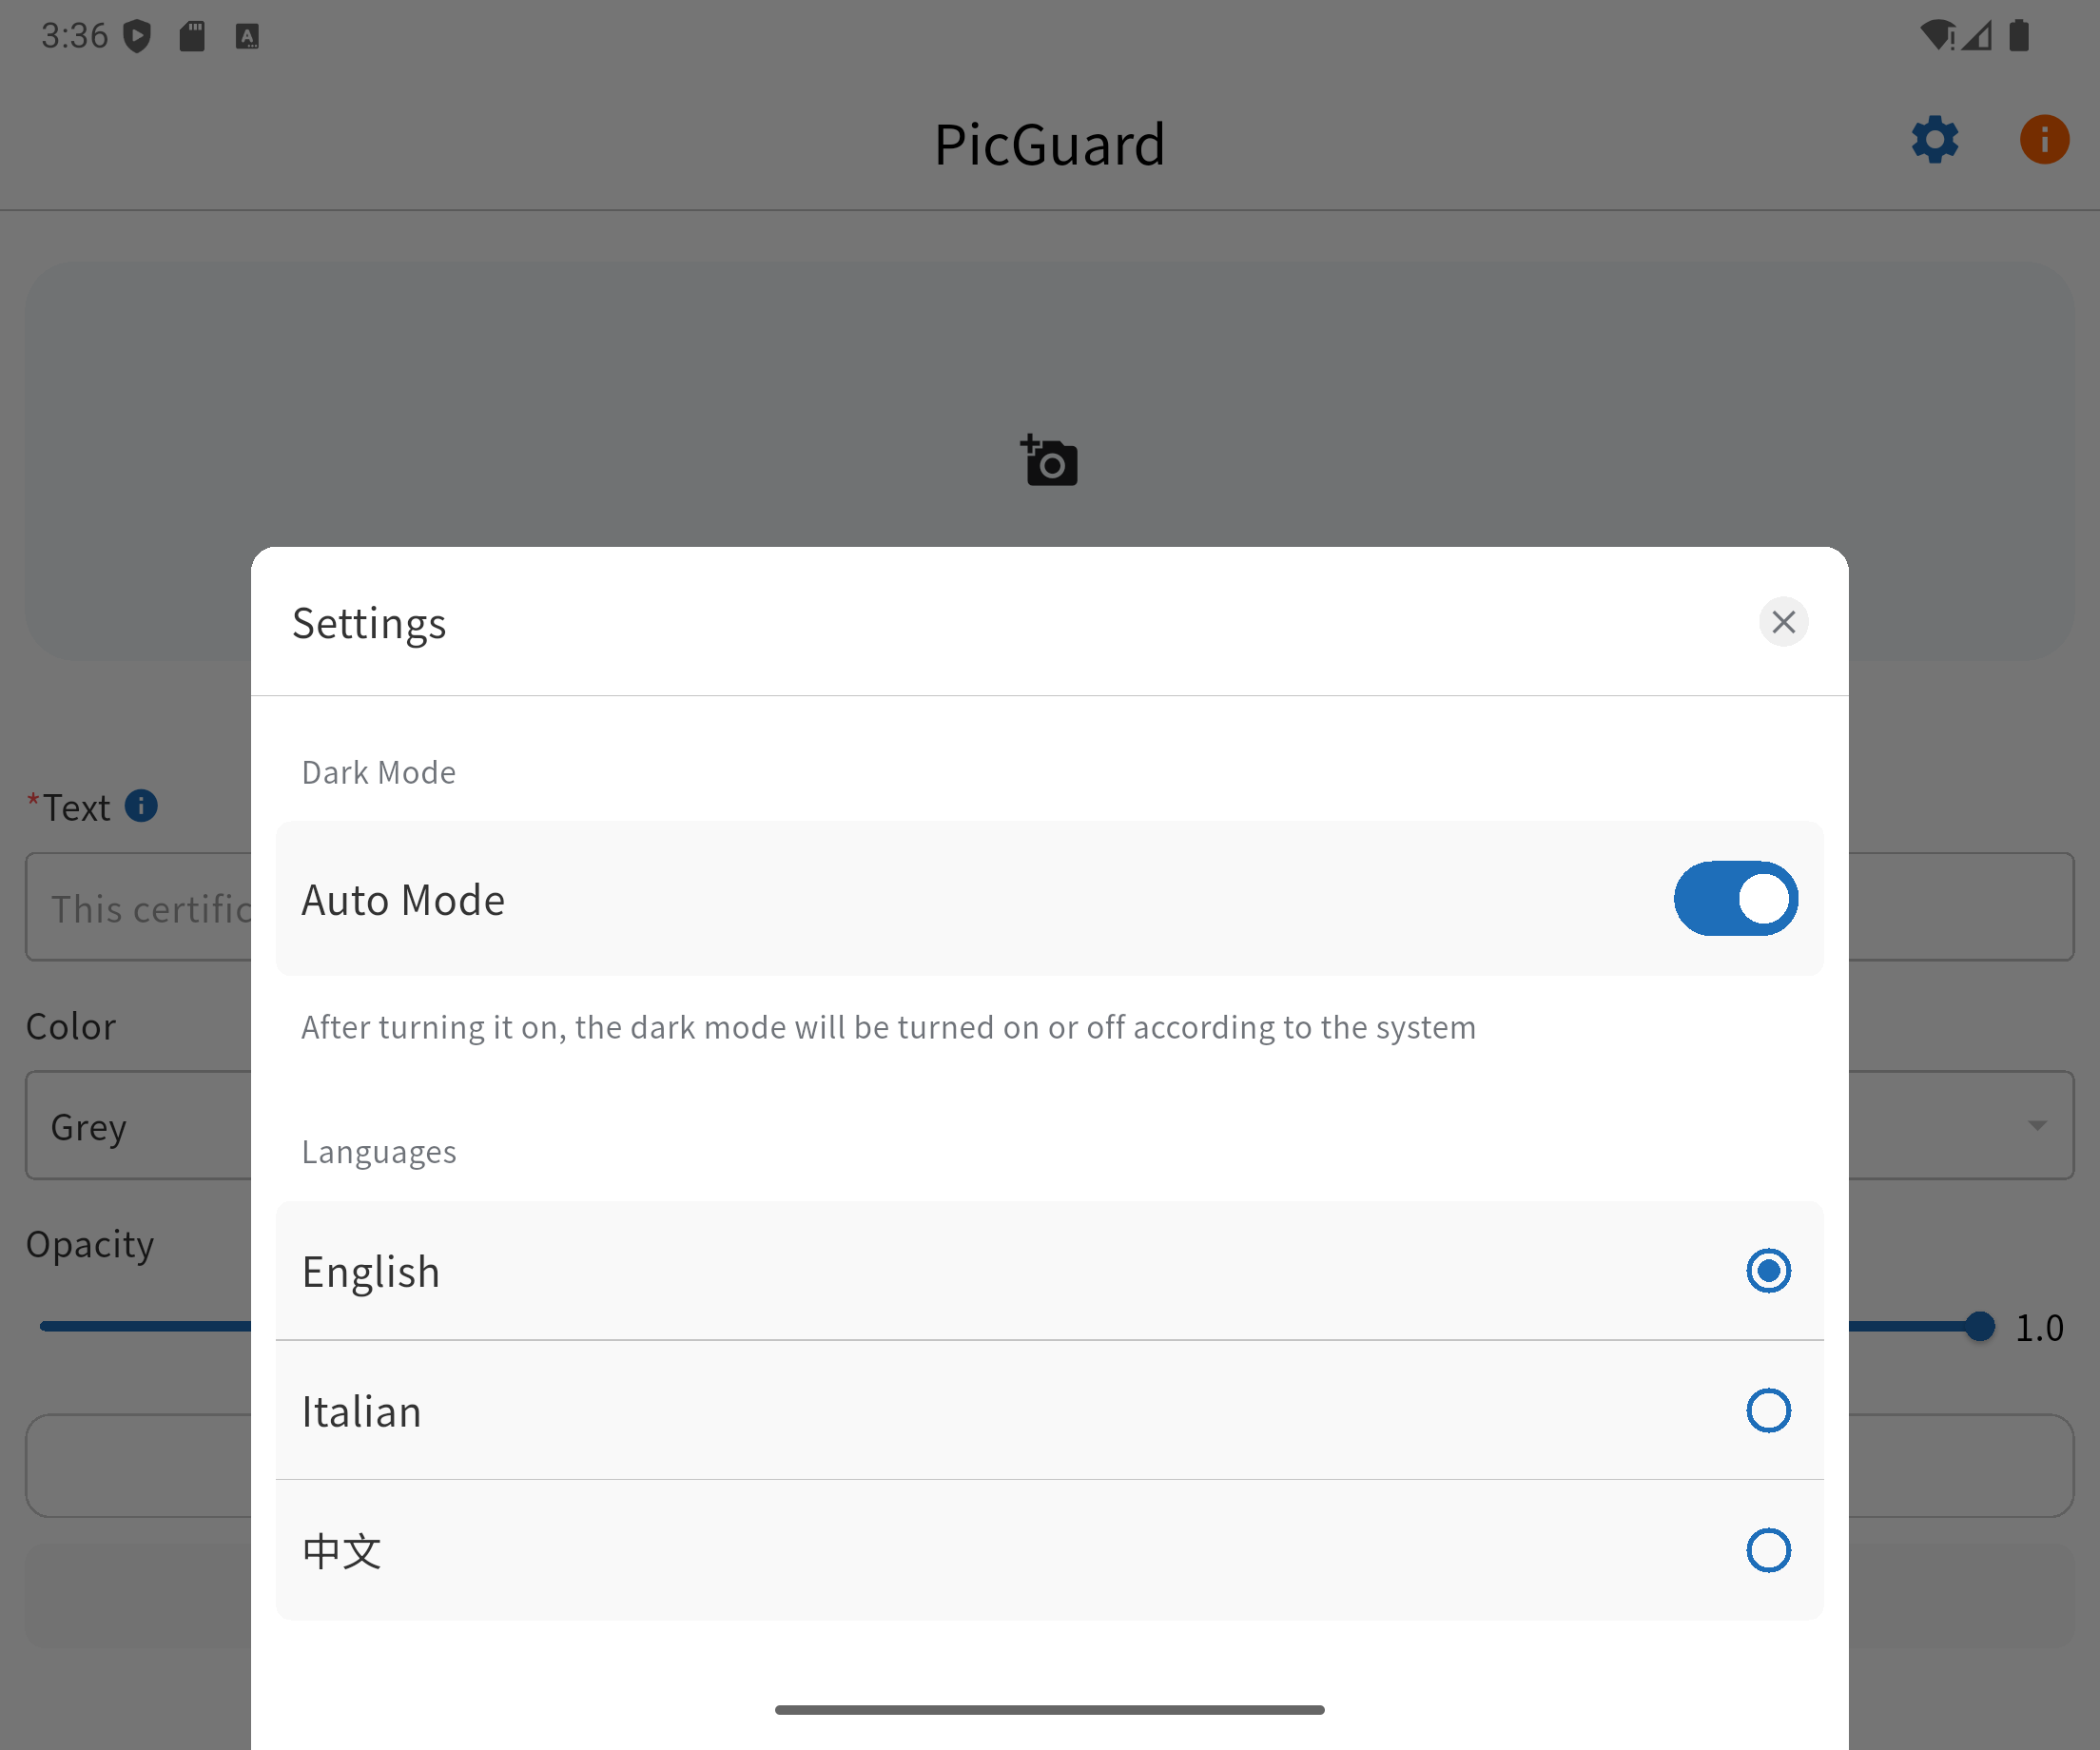 3:36
PicGuard
Settings
Dark Mode
*Text
Auto Mode
This certific
After turning it on, the dark mode will be turned on or off according to the system
Color
Grey
Languages
Opacity
English
1.0
Italian
中文